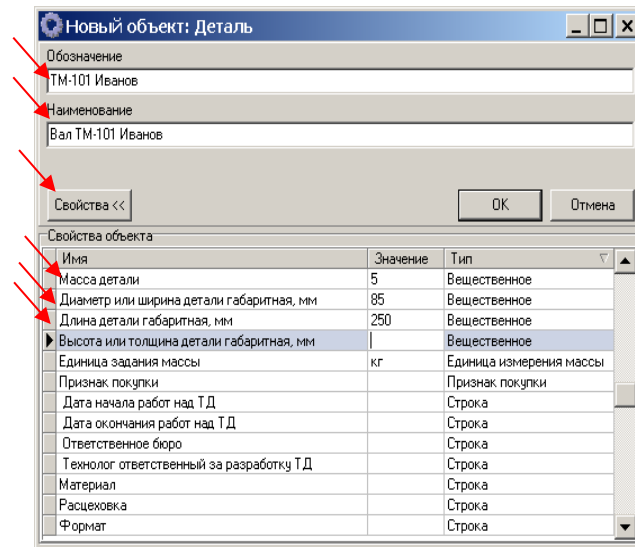 Новый объект: Деталь
Обозначение
ТМ-101 Иванов
Наименование
Вал ТМ-101 Иванов
Свойства << OK Отмена
Свойства объекта
Имя Значение Тип
Масса детали 5 Вещественное
Диаметр или ширина детали габаритная, мм 85 Вещественное
Длина детали габаритная, мм 250 Вещественное
Высота или толщина детали габаритная, мм Вещественное
Единица задания массы кг Единица измерения массы
Признак покупки Признак покупки
Дата начала работ над ТД Строка
Дата окончания работ над ТД Строка
Ответственное бюро Строка
Технолог ответственный за разработку ТД Строка
Материал Строка
Расцеховка Строка
Формат Строка